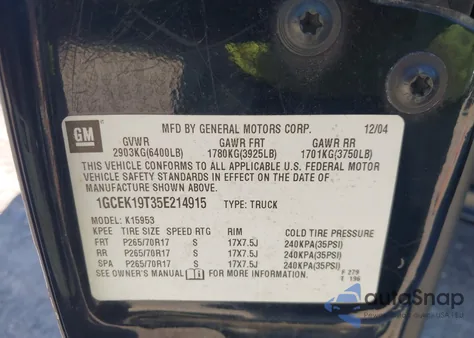 GM
MFD BY GENERAL MOTORS CORP. 12/04
GVWR GAWR FRT GAWR RR
2903KG(6400LB) 1780KG(3925LB) 1701KG(3750LB)
THIS VEHICLE CONFORMS TO ALL APPLICABLE U.S. FEDERAL MOTOR
VEHICLE SAFETY STANDARDS IN EFFECT ON THE DATE OF
MANUFACTURE SHOWN ABOVE.
1GCEK19T35E214915 TYPE: TRUCK
MODEL: K15953
KPEE TIRE SIZE SPEED RTG RIM COLD TIRE PRESSURE
FRT P265/70R17 S 17X7.5J 240KPA(35PSI)
RR P265/70R17 S 17X7.5J 240KPA(35PSI)
SPA P265/70R17 S 17X7.5J 240KPA(35PSI)
SEE OWNER'S MANUAL FOR MORE INFORMATION.
autoSnap